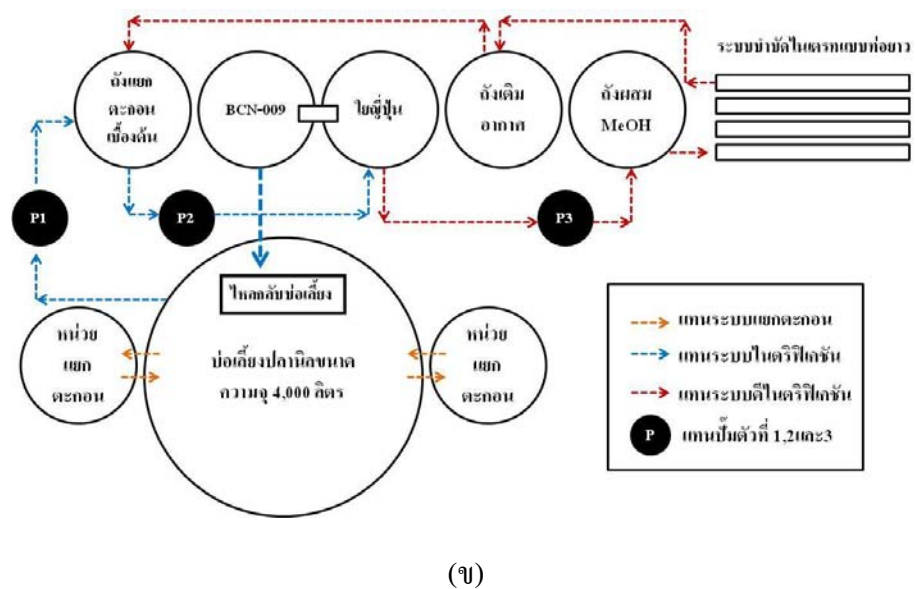 ระบบบำบัดไนเตรทแบบท่อยาว
ถังแยก
ตะกอน
เบื้องต้น
BCN-009
ใยญี่ปุ่น
ถังเติม
อากาศ
ถังผสม
MeOH
P1
P2
P3
ไหลกลับบ่อเลี้ยง
หน่วย
แยก
ตะกอน
บ่อเลี้ยงปลานิลขนาด
ความจุ 4,000 ลิตร
หน่วย
แยก
ตะกอน
แทนระบบแยกตะกอน
แทนระบบไนตริฟิเคชัน
แทนระบบดีไนตริฟิเคชัน
P แทนปั๊มตัวที่ 1,2และ3
(ข)